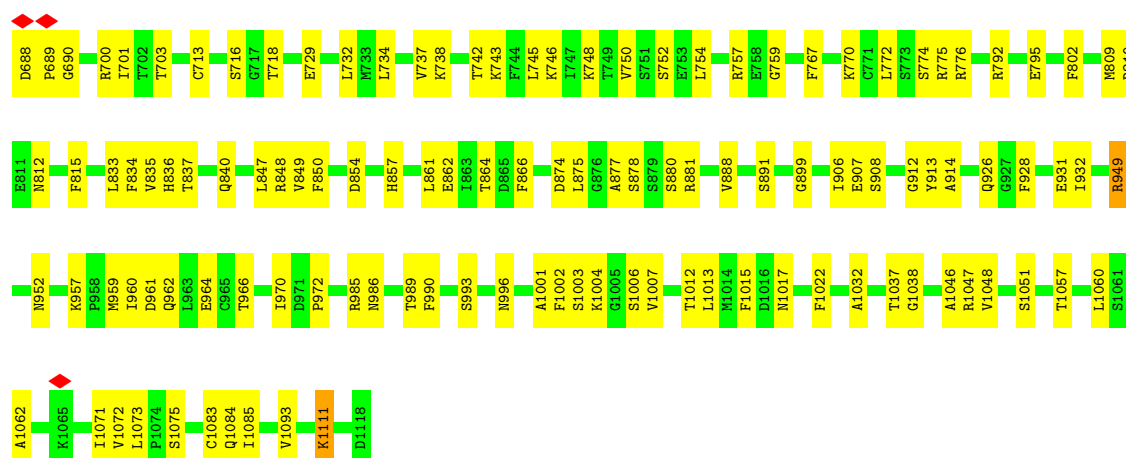 D688 P689 G690 R700 I701 T702 T703 C713 S716 G717 T718 E729 L732 M733 L734 V737 K738 T742 K743 F744 L745 K746 I747 K748 T749 V750 S751 S752 E753 L754 R757 E758 G759 F767 K770 C771 L772 S773 S774 R775 R776 R792 E795 F802 M809
E811 N812 F815 L833 F834 V835 H836 T837 Q840 L847 R848 V849 F850 D854 H857 L861 E862 I863 T864 D865 F866 D874 L875 G876 A877 S878 S879 S880 R881 V888 S891 G899 I906 E907 S908 G912 Y913 A914 Q926 G927 F928 E931 I932 R949
N952 K957 P958 M959 I960 D961 Q962 L963 E964 C965 T966 I970 D971 P972 R985 N986 T989 F990 S993 N996 A1001 F1002 S1003 K1004 G1005 S1006 V1007 T1012 L1013 M1014 F1015 D1016 N1017 F1022 A1032 T1037 G1038 A1046 R1047 V1048 S1051 T1057 L1060 S1061
A1062 K1065 I1071 V1072 L1073 P1074 S1075 C1083 Q1084 I1085 V1093 K1111 D1118